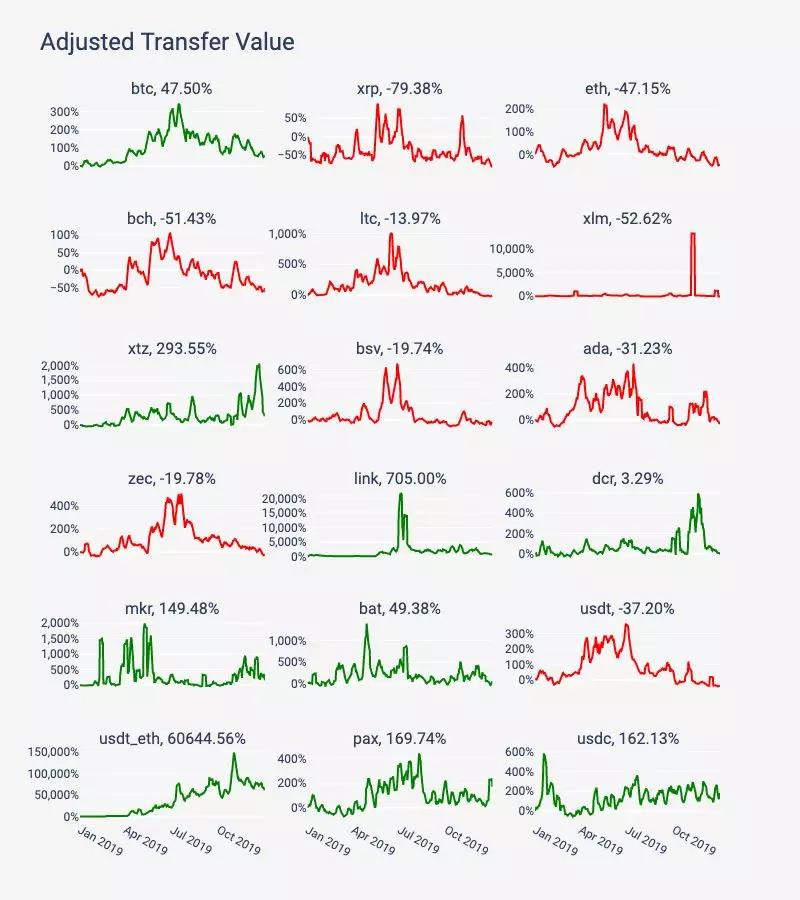 Adjusted Transfer Value
btc, 47.50%
300%
200%
100%
0%
xrp, -79.38%
50%
0%
−50%
eth, -47.15%
200%
100%
0%
bch, -51.43%
100%
50%
0%
−50%
ltc, -13.97%
1,000%
500%
0%
xlm, -52.62%
10,000%
5,000%
0%
xtz, 293.55%
2,000%
1,500%
1,000%
500%
0%
bsv, -19.74%
600%
400%
200%
0%
ada, -31.23%
400%
200%
0%
zec, -19.78%
400%
200%
0%
link, 705.00%
20,000%
15,000%
10,000%
5,000%
0%
dcr, 3.29%
600%
400%
200%
0%
mkr, 149.48%
2,000%
1,500%
1,000%
500%
0%
bat, 49.38%
1,000%
500%
0%
usdt, -37.20%
300%
200%
100%
0%
usdt_eth, 60644.56%
150,000%
100,000%
50,000%
0%
Jan 2019
Apr 2019
Jul 2019
Oct 2019
pax, 169.74%
400%
200%
0%
Jan 2019
Apr 2019
Jul 2019
Oct 2019
usdc, 162.13%
600%
400%
200%
0%
Jan 2019
Apr 2019
Jul 2019
Oct 2019